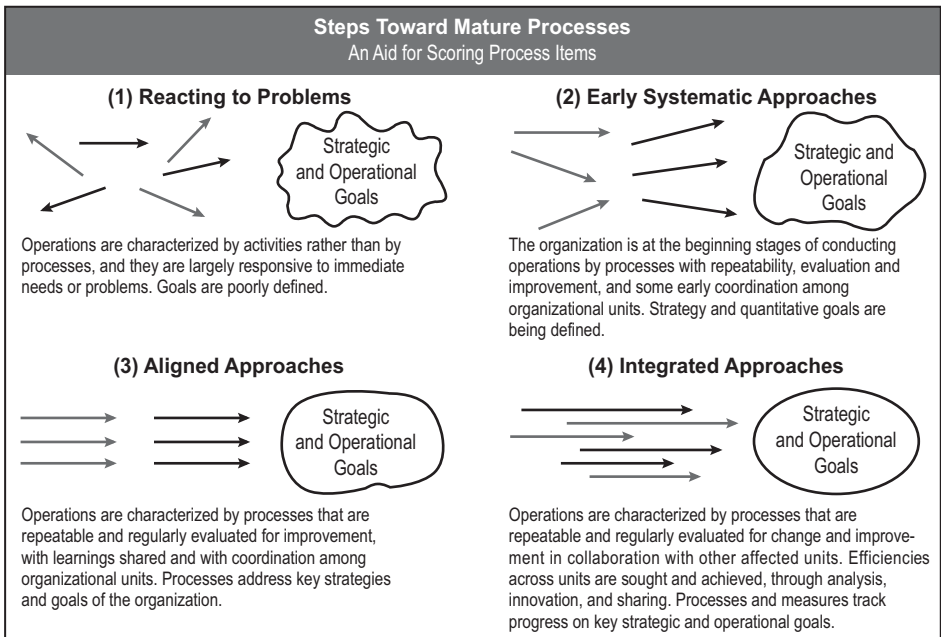 Steps Toward Mature Processes
An Aid for Scoring Process Items
(1) Reacting to Problems
Strategic
and Operational
Goals
Operations are characterized by activities rather than by
processes, and they are largely responsive to immediate
needs or problems. Goals are poorly defined.
(2) Early Systematic Approaches
Strategic and
Operational
Goals
The organization is at the beginning stages of conducting
operations by processes with repeatability, evaluation and
improvement, and some early coordination among
organizational units. Strategy and quantitative goals are
being defined.
(3) Aligned Approaches
Strategic
and Operational
Goals
Operations are characterized by processes that are
repeatable and regularly evaluated for improvement,
with learnings shared and with coordination among
organizational units. Processes address key strategies
and goals of the organization.
(4) Integrated Approaches
Strategic
and Operational
Goals
Operations are characterized by processes that are
repeatable and regularly evaluated for change and improve-
ment in collaboration with other affected units. Efficiencies
across units are sought and achieved, through analysis,
innovation, and sharing. Processes and measures track
progress on key strategic and operational goals.